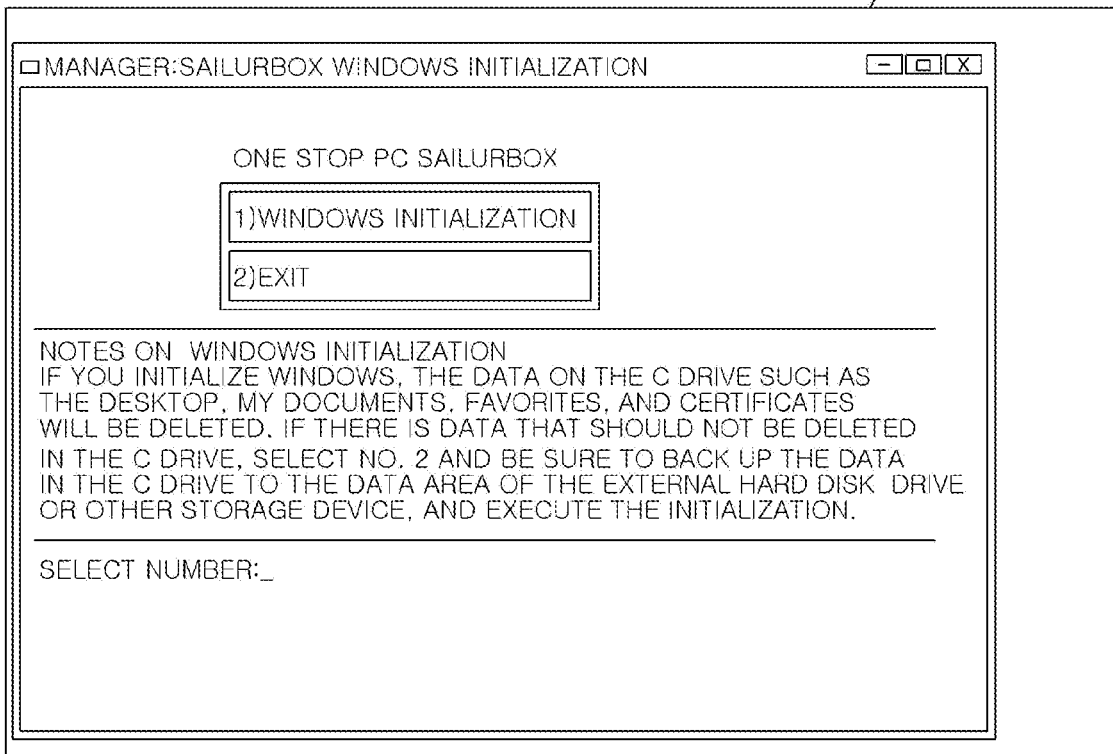 MANAGER:SAILURBOX WINDOWS INITIALIZATION
ONE STOP PC SAILURBOX
1)WINDOWS INITIALIZATION
2)EXIT
NOTES ON WINDOWS INITIALIZATION
IF YOU INITIALIZE WINDOWS, THE DATA ON THE C DRIVE SUCH AS
THE DESKTOP, MY DOCUMENTS, FAVORITES, AND CERTIFICATES
WILL BE DELETED. IF THERE IS DATA THAT SHOULD NOT BE DELETED
IN THE C DRIVE, SELECT NO. 2 AND BE SURE TO BACK UP THE DATA
IN THE C DRIVE TO THE DATA AREA OF THE EXTERNAL HARD DISK DRIVE
OR OTHER STORAGE DEVICE, AND EXECUTE THE INITIALIZATION.
SELECT NUMBER:_